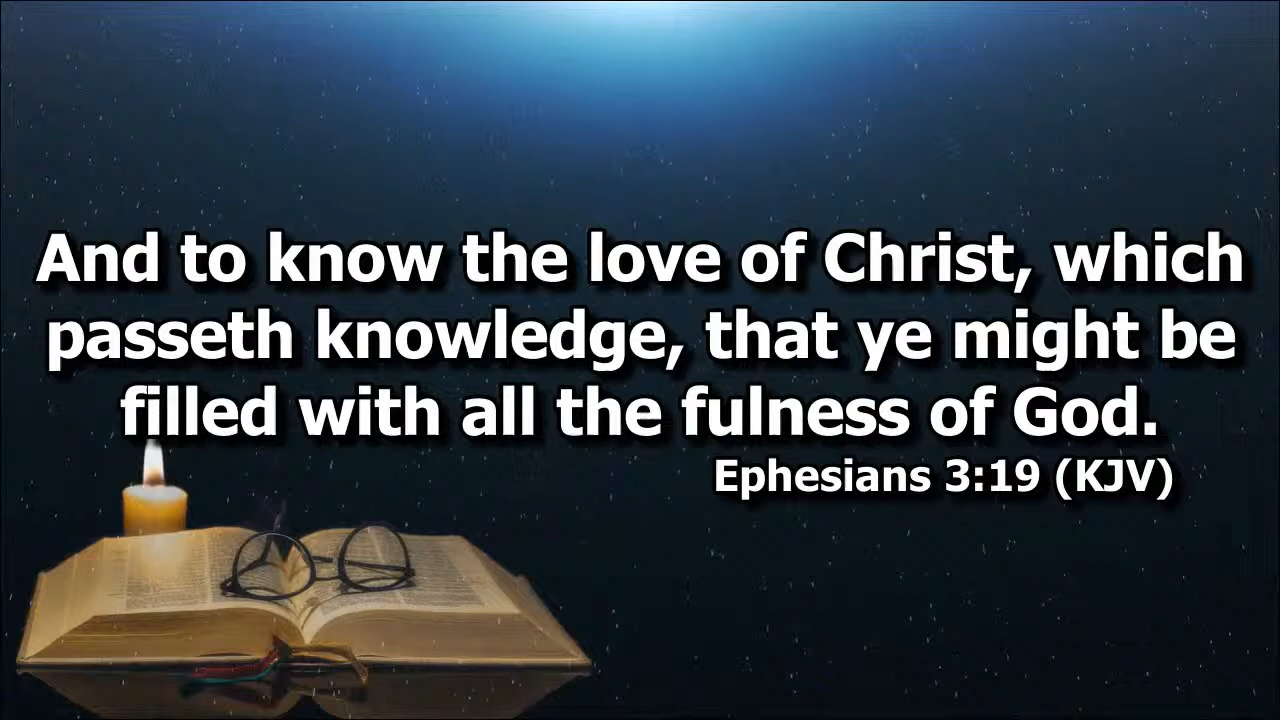 And to know the love of Christ, which
passeth knowledge, that ye might be
filled with all the fulness of God.
Ephesians 3:19 (KJV)